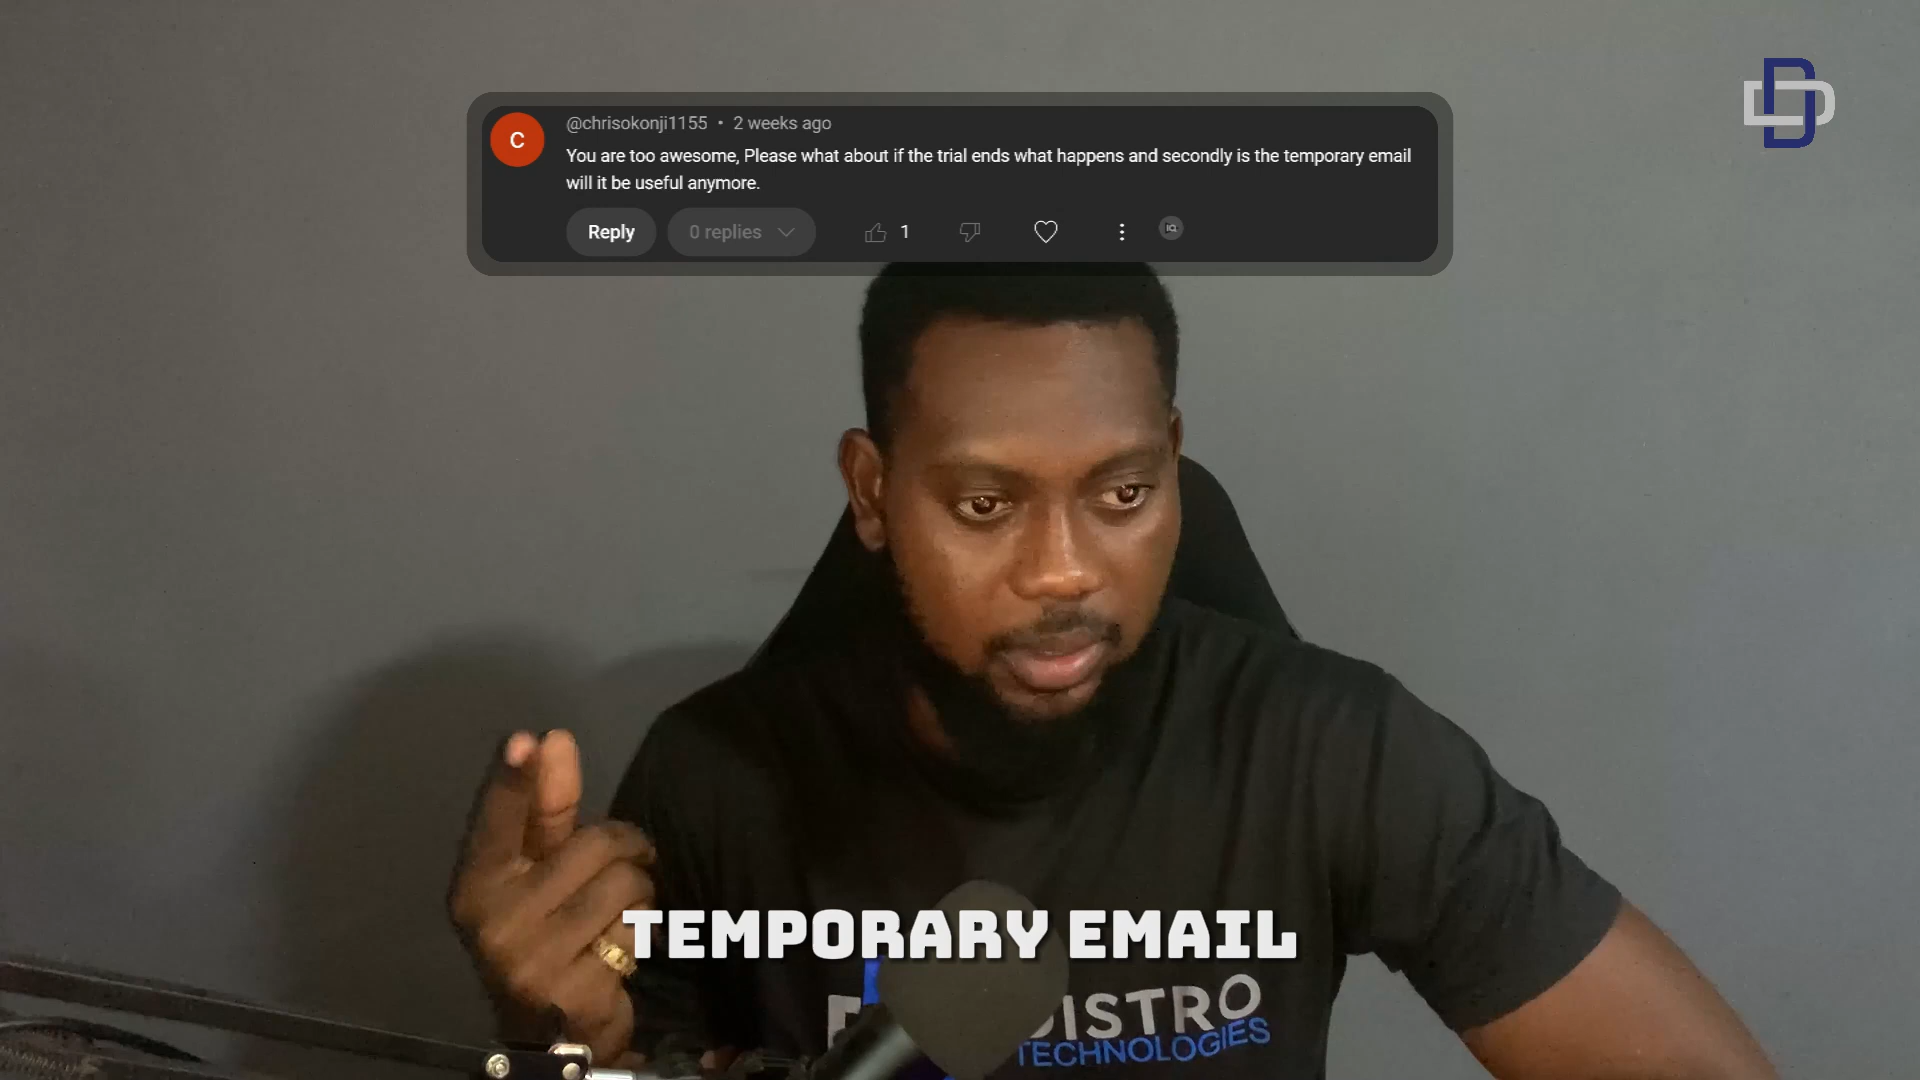 @chrisokonji1155 • 2 weeks ago
C
You are too awesome, Please what about if the trial ends what happens and secondly is the temporary email
will it be useful anymore.
Reply
0 replies
1
IQ
TEMPORARY EMAIL
TECHNOLOGIES